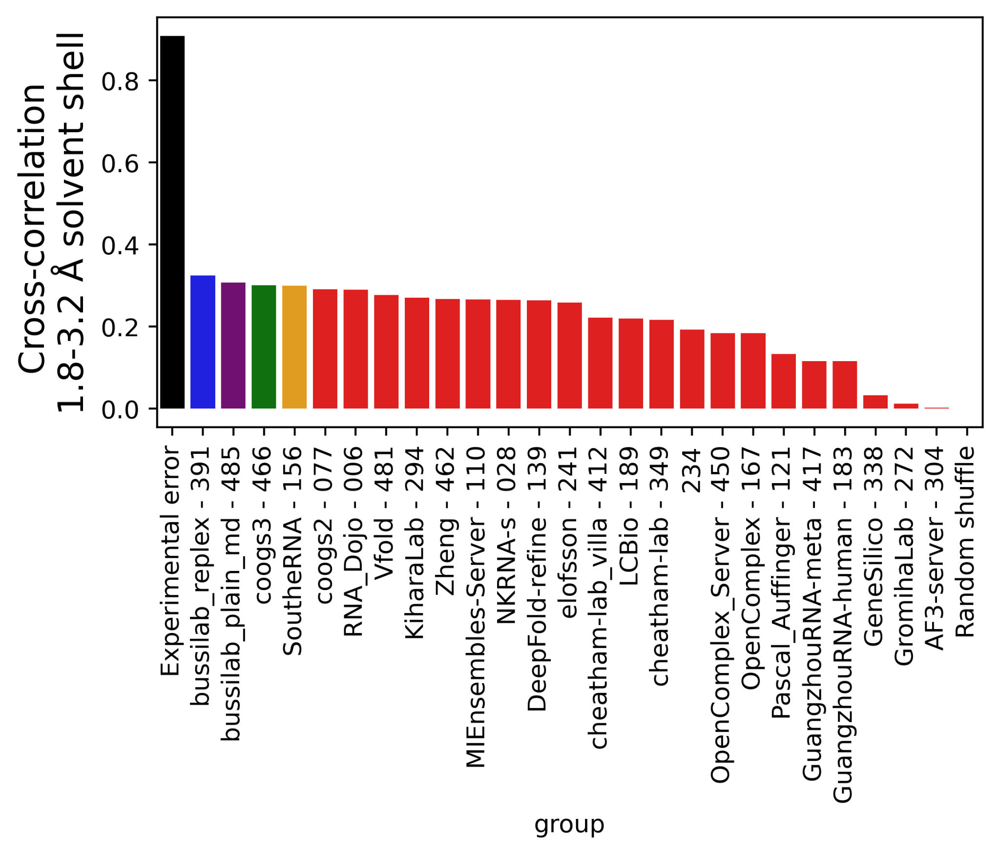 Cross-correlation
1.8-3.2 Å solvent shell
0.8
0.6
0.4
0.2
0.0
Experimental error
bussilab_replex - 391
bussilab_plain_md - 485
coogs3 - 466
SoutheRNA - 156
coogs2 - 077
RNA_Dojo - 006
Vfold - 481
KiharaLab - 294
Zheng - 462
MIEnsembles-Server - 110
NKRNA-s - 028
DeepFold-refine - 139
elofsson - 241
cheatham-lab_villa - 412
LCBio - 189
cheatham-lab - 349
234
OpenComplex_Server - 450
OpenComplex - 167
Pascal_Auffinger - 121
GuangzhouRNA-meta - 417
GuangzhouRNA-human - 183
GeneSilico - 338
GromihaLab - 272
AF3-server - 304
Random shuffle
group